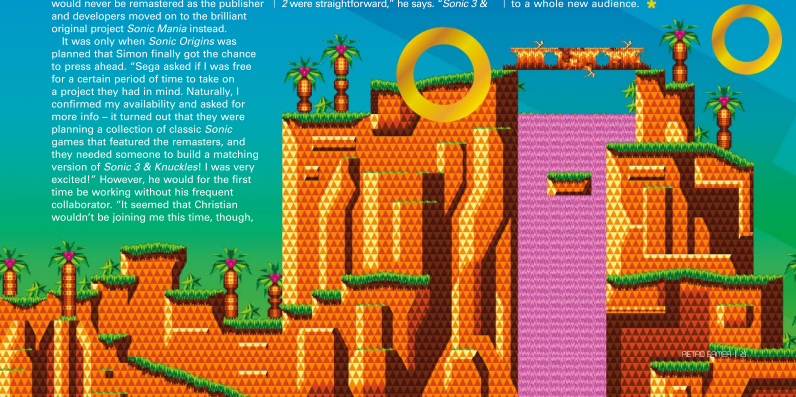 would never be remastered as the publisher
and developers moved on to the brilliant
original project Sonic Mania instead.
It was only when Sonic Origins was
planned that Simon finally got the chance
to press ahead. “Sega asked if I was free
for a certain period of time to take on
a project they had in mind. Naturally, I
confirmed my availability and asked for
more info – it turned out that they were
planning a collection of classic Sonic
games that featured the remasters, and
they needed someone to build a matching
version of Sonic 3 & Knuckles! I was very
excited!” However, he would for the first
time be working without his frequent
collaborator. “It seemed that Christian
wouldn’t be joining me this time, though,
2 were straightforward,” he says. “Sonic 3 &
to a whole new audience.
RETRO GAMER |